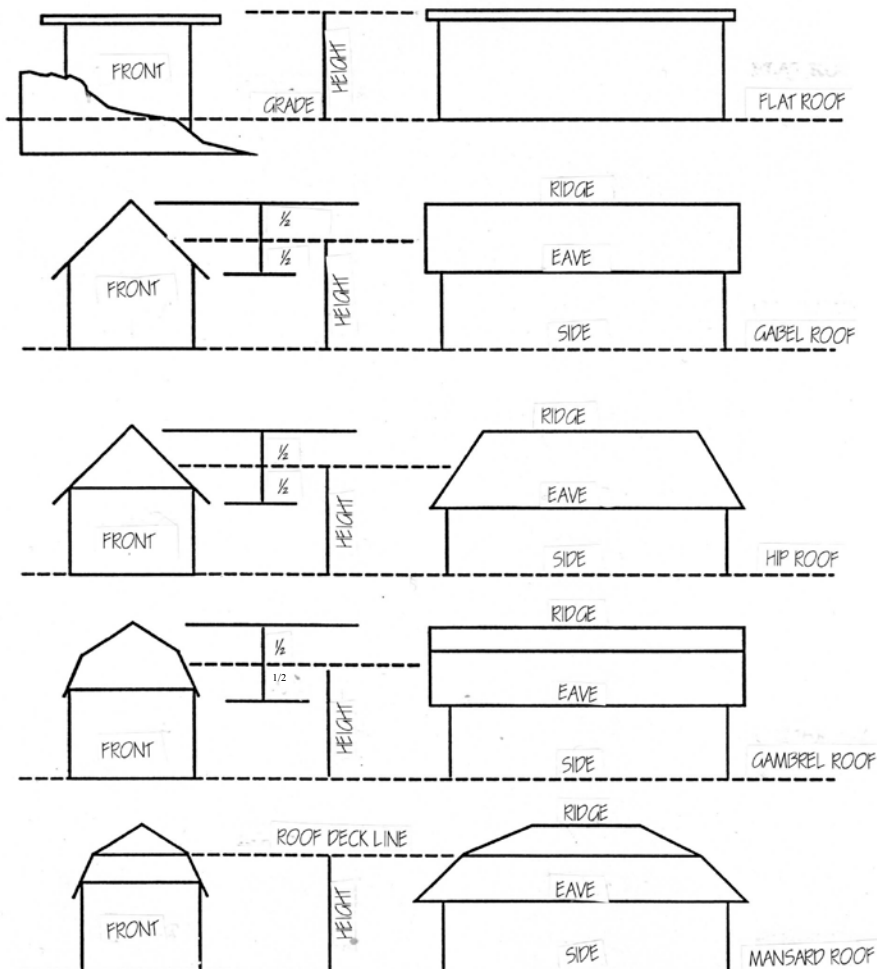 FRONT
GRADE
HEIGHT
FLAT ROOF
RIDGE
½
½
EAVE
FRONT
HEIGHT
SIDE
GABEL ROOF
RIDGE
½
½
EAVE
HEIGHT
FRONT
SIDE
HIP ROOF
RIDGE
½
1/2
EAVE
HEIGHT
FRONT
SIDE
GAMBREL ROOF
RIDGE
ROOF DECK LINE
EAVE
HEIGHT
FRONT
SIDE
MANSARD ROOF